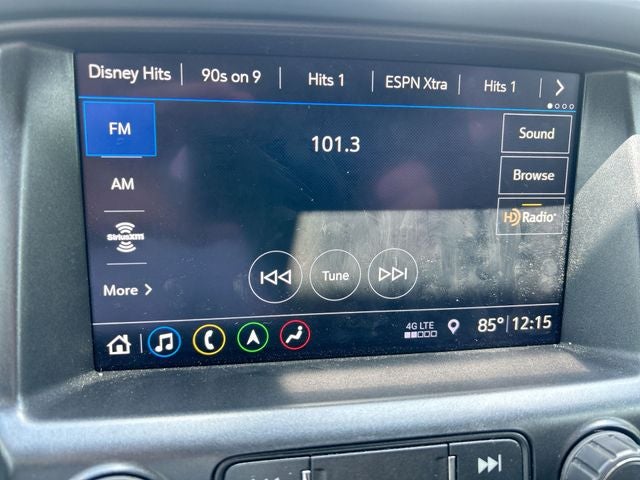 Disney Hits 90s on 9 Hits 1 ESPN Xtra Hits 1
FM
101.3
Sound
AM
Browse
SiriusXM
HD Radio
More
Tune
4G LTE
85° 12:15